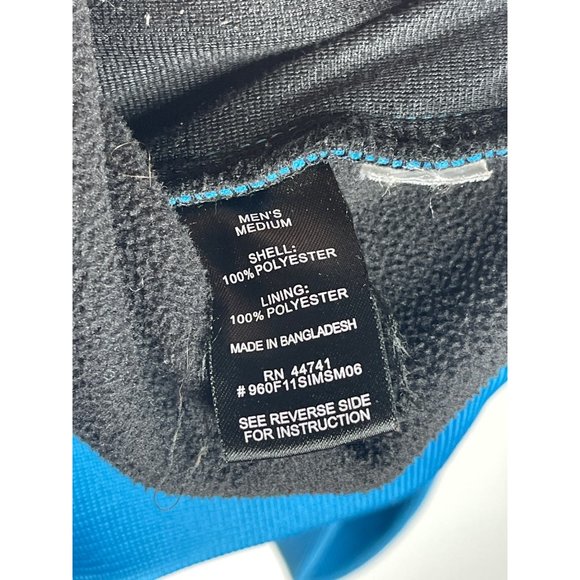 MEN'S
MEDIUM
SHELL:
100% POLYESTER
LINING:
100% POLYESTER
MADE IN BANGLADESH
RN 44741
#960F11SIMSM06
SEE REVERSE SIDE
FOR INSTRUCTION